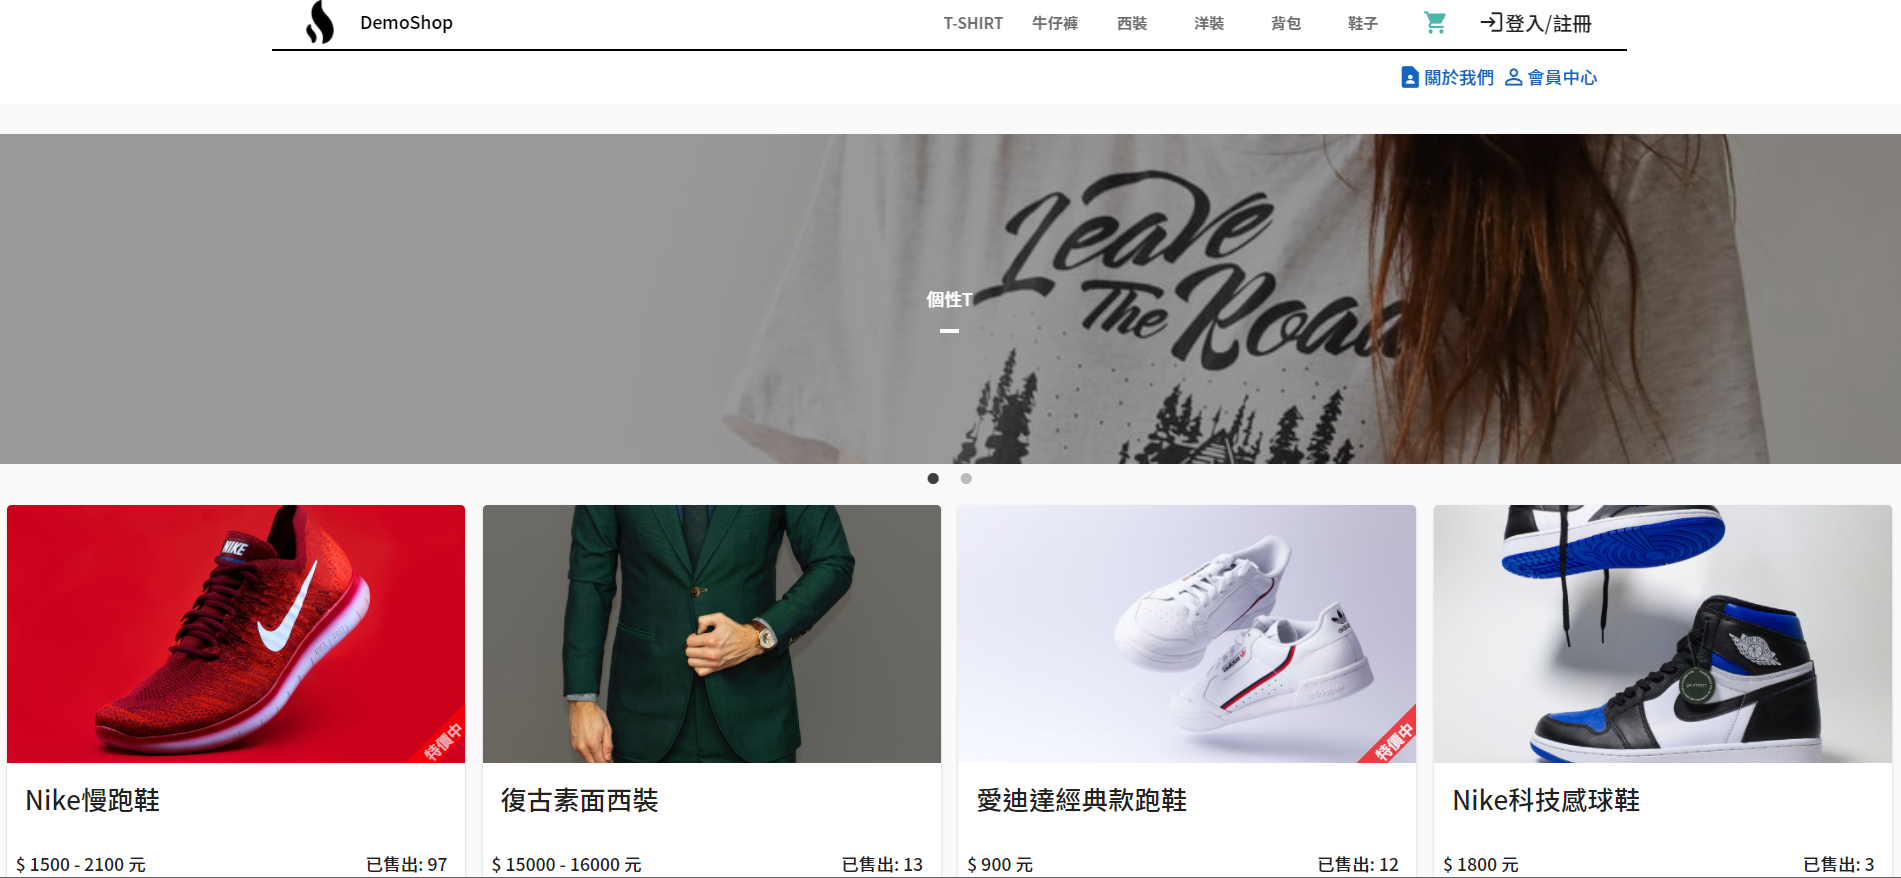 DemoShop T-SHIRT 牛仔褲 西裝 洋裝 背包 鞋子 登入/註冊
關於我們 會員中心
Leave
The Road
個性T
NIKE
adidas
特價中
特價中
Nike慢跑鞋
復古素面西裝
愛迪達經典款跑鞋
Nike科技感球鞋
$ 1500 - 2100 元 已售出: 97
$ 15000 - 16000 元 已售出: 13
$ 900 元 已售出: 12
$ 1800 元 已售出: 3